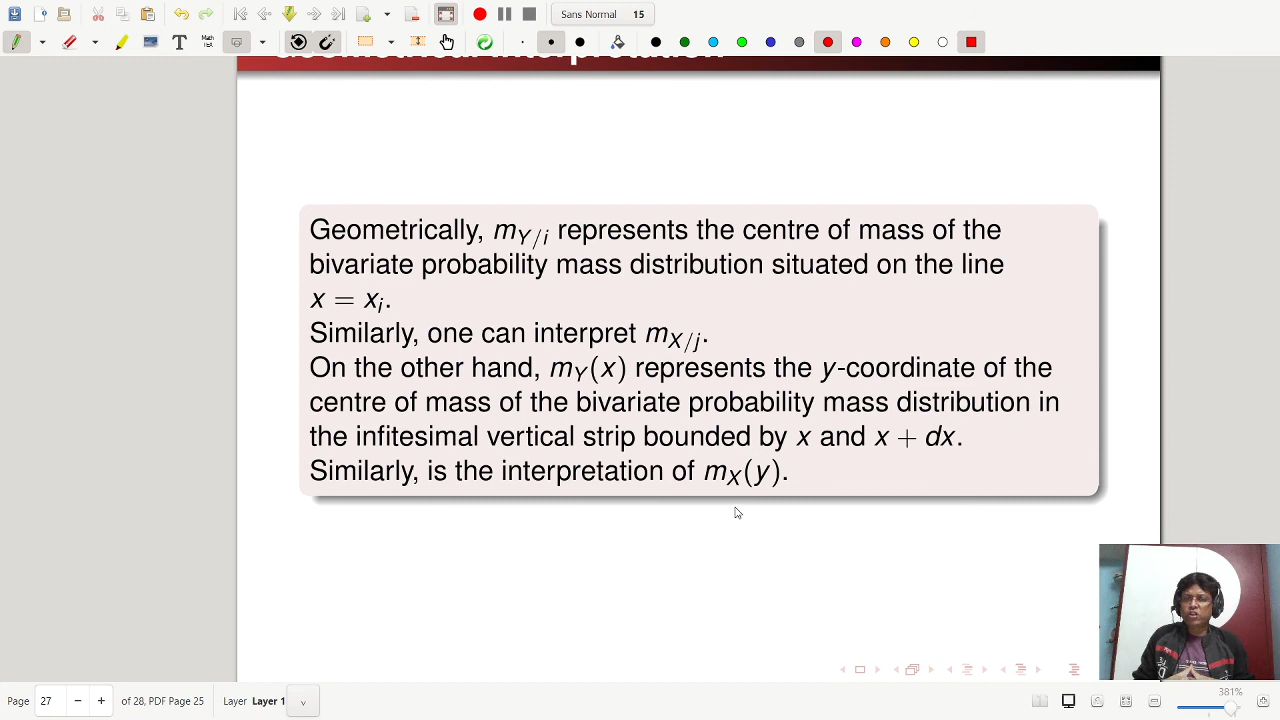 Sans Normal 15
Geometrical Interpretation
Geometrically, m_{Y/i} represents the centre of mass of the
bivariate probability mass distribution situated on the line
x = x_i.
Similarly, one can interpret m_{X/j}.
On the other hand, m_Y(x) represents the y-coordinate of the
centre of mass of the bivariate probability mass distribution in
the infitesimal vertical strip bounded by x and x + dx.
Similarly, is the interpretation of m_X(y).
Page 27 of 28, PDF Page 25 Layer Layer 1
381%